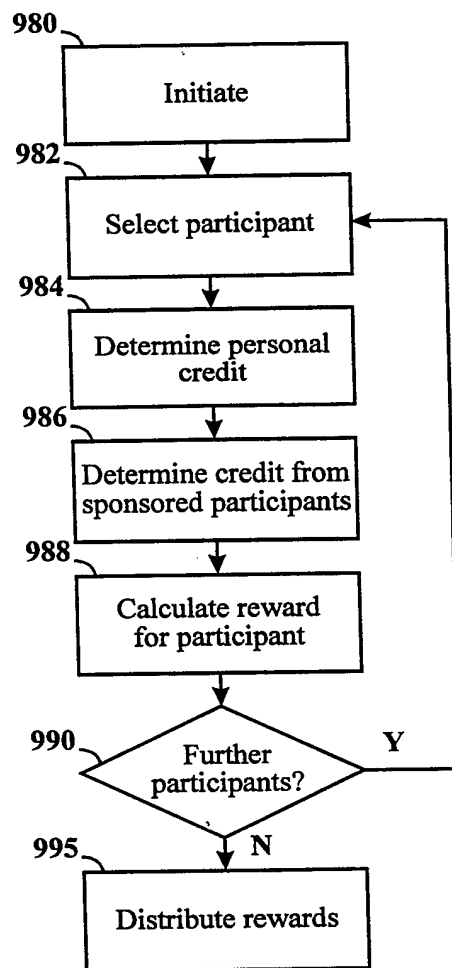 980
Initiate
982
Select participant
984
Determine personal
credit
986
Determine credit from
sponsored participants
988
Calculate reward
for participant
990
Further
participants?
Y
N
995
Distribute rewards